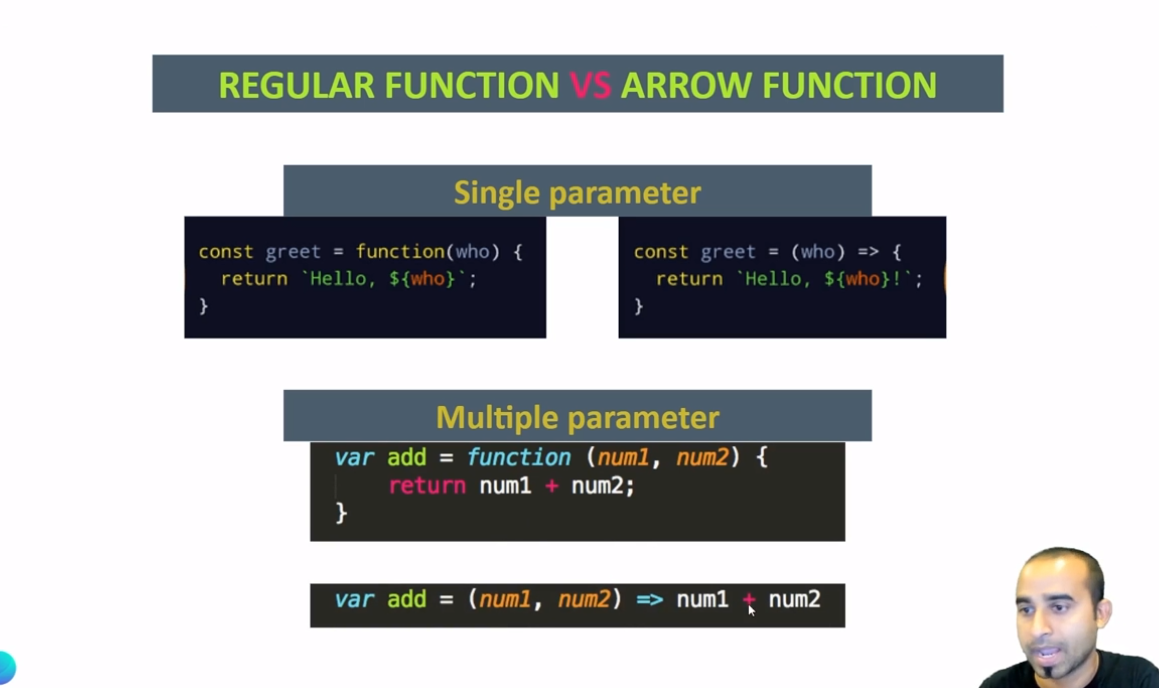 REGULAR FUNCTION VS ARROW FUNCTION
Single parameter
const greet = function(who) {
  return `Hello, ${who}`;
}
const greet = (who) => {
  return `Hello, ${who}!`;
}
Multiple parameter
var add = function (num1, num2) {
    return num1 + num2;
}
var add = (num1, num2) => num1 + num2